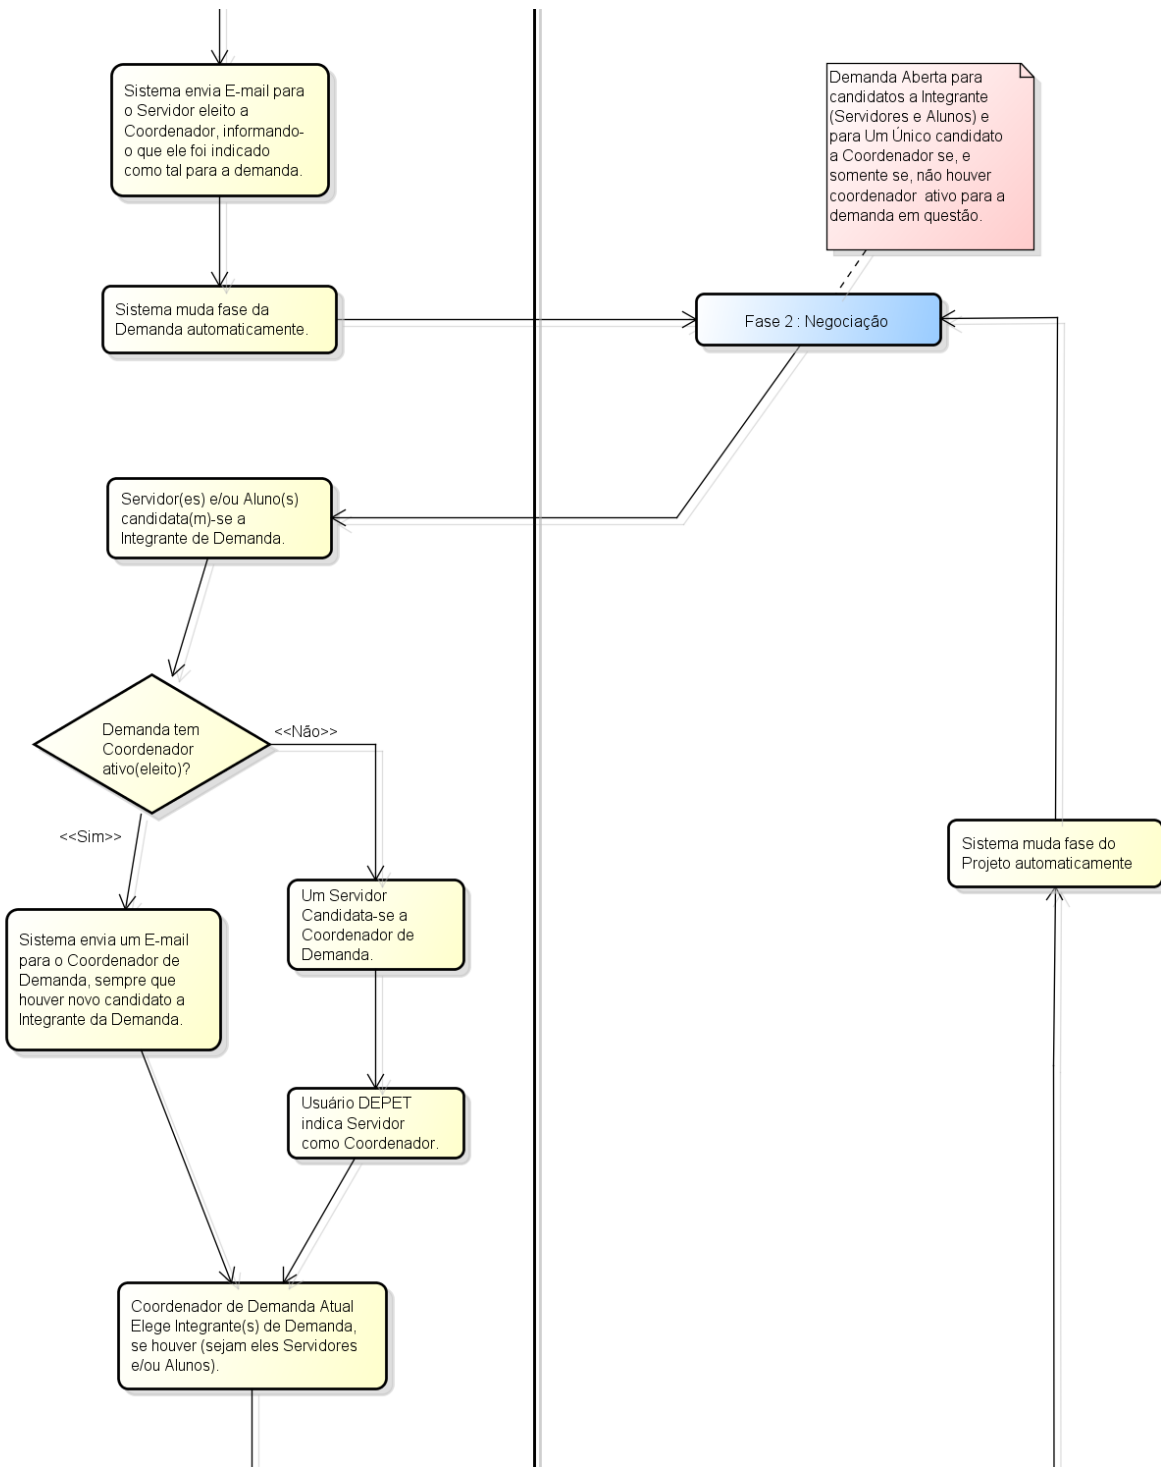 Sistema envia E-mail para
o Servidor eleito a
Coordenador, informando-
o que ele foi indicado
como tal para a demanda.
Demanda Aberta para
candidatos a Integrante
(Servidores e Alunos) e
para Um Único candidato
a Coordenador se, e
somente se, não houver
coordenador ativo para a
demanda em questão.
Sistema muda fase da
Demanda automaticamente.
Fase 2 : Negociação
Servidor(es) e/ou Aluno(s)
candidata(m)-se a
Integrante de Demanda.
Demanda tem
Coordenador
ativo(eleito)?
<<Não>>
<<Sim>>
Sistema muda fase do
Projeto automaticamente
Um Servidor
Candidata-se a
Coordenador de
Demanda.
Sistema envia um E-mail
para o Coordenador de
Demanda, sempre que
houver novo candidato a
Integrante da Demanda.
Usuário DEPET
indica Servidor
como Coordenador.
Coordenador de Demanda Atual
Elege Integrante(s) de Demanda,
se houver (sejam eles Servidores
e/ou Alunos).